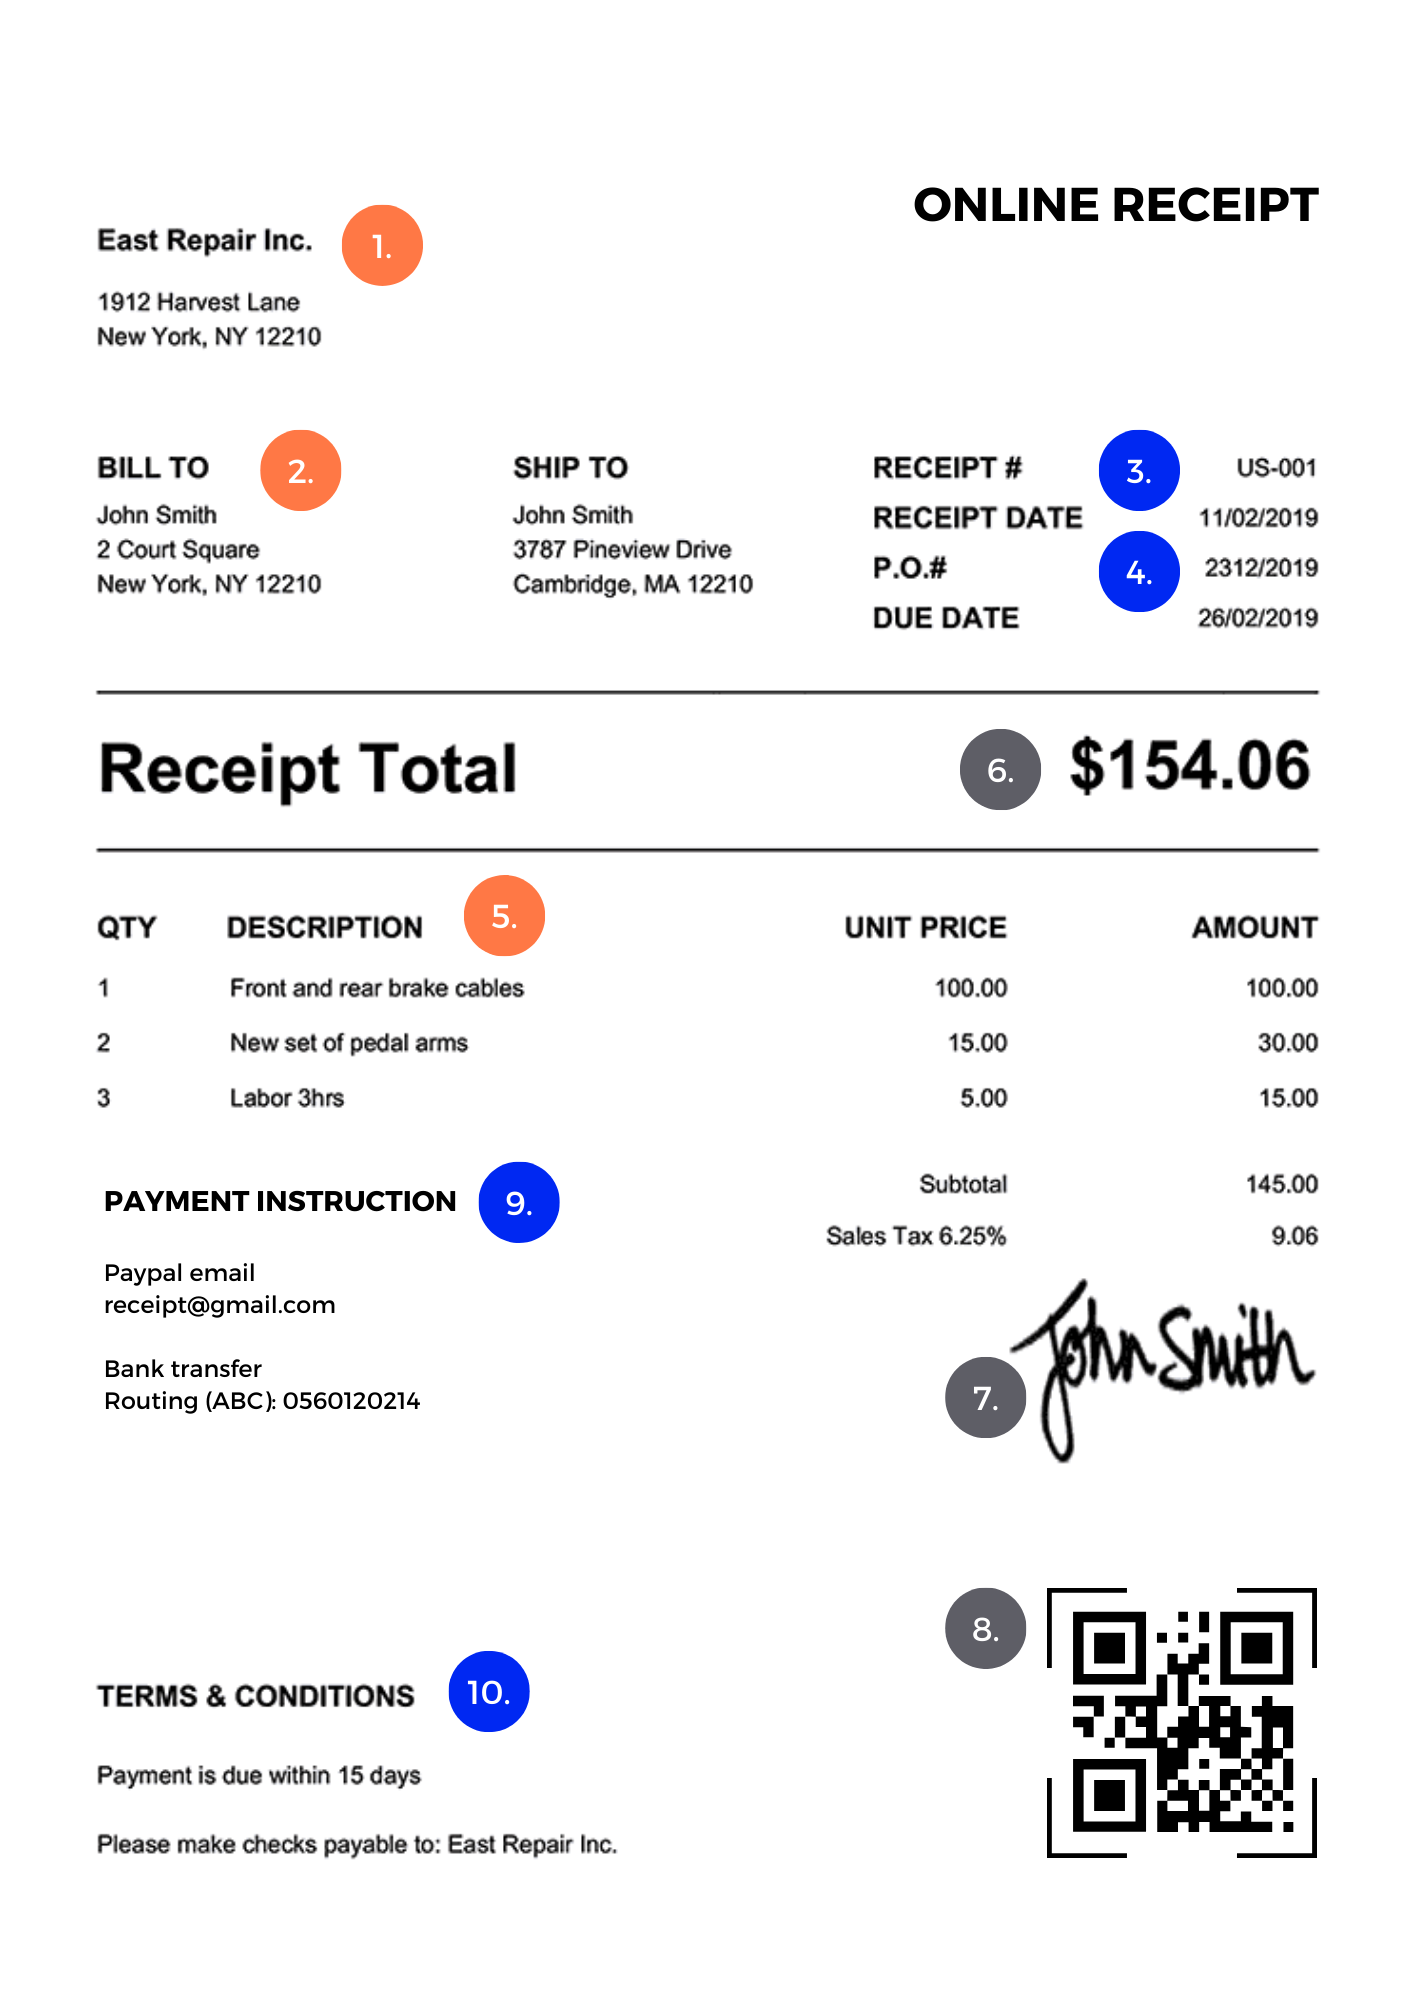 ONLINE RECEIPT
East Repair Inc. 1.
1912 Harvest Lane
New York, NY 12210
BILL TO 2.
John Smith
2 Court Square
New York, NY 12210
SHIP TO
John Smith
3787 Pineview Drive
Cambridge, MA 12210
RECEIPT # 3. US-001
RECEIPT DATE 11/02/2019
P.O.# 4. 2312/2019
DUE DATE 26/02/2019
Receipt Total 6. $154.06
QTY DESCRIPTION 5. UNIT PRICE AMOUNT
1 Front and rear brake cables 100.00 100.00
2 New set of pedal arms 15.00 30.00
3 Labor 3hrs 5.00 15.00
Subtotal 145.00
Sales Tax 6.25% 9.06
PAYMENT INSTRUCTION 9.
Paypal email
receipt@gmail.com
Bank transfer
Routing (ABC): 0560120214
7. John Smith
8.
TERMS & CONDITIONS 10.
Payment is due within 15 days
Please make checks payable to: East Repair Inc.